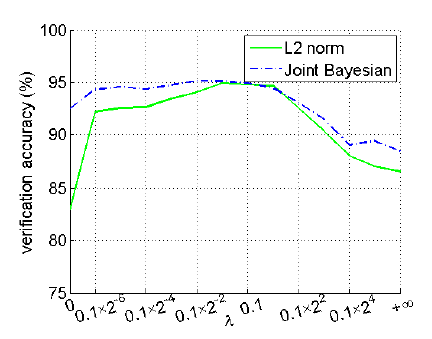 100
95
90
85
80
75
verification accuracy (%)
L2 norm
Joint Bayesian
0 0.1×2^-6 0.1×2^-4 0.1×2^-2 0.1 0.1×2^2 0.1×2^4 +∞
λ